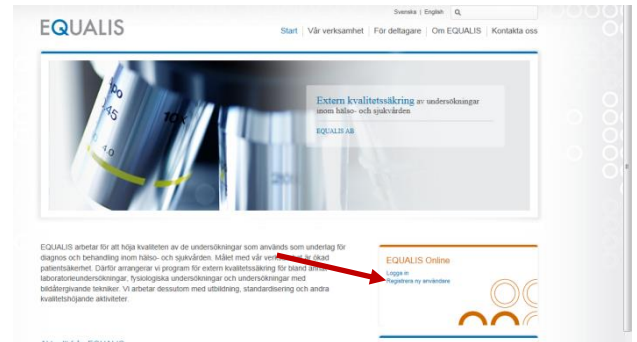 Svenska | English
EQUALIS
Start | Vår verksamhet | För deltagare | Om EQUALIS | Kontakta oss
Extern kvalitetssäkring av undersökningar
inom hälso- och sjukvården
EQUALIS AB
EQUALIS arbetar för att höja kvaliteten av de undersökningar som används som underlag för
diagnos och behandling inom hälso- och sjukvården. Målet med vår är ökad
patientsäkerhet. Därför arrangerar vi program för extern kvalitetssäkring för bland
laboratorieundersökningar, fysiologiska undersökningar och undersökningar med
bildåtergivande tekniker. Vi arbetar dessutom med utbildning, standardisering och andra
kvalitetshöjande aktiviteter.
EQUALIS Online
Logga in
Registrera ny användare